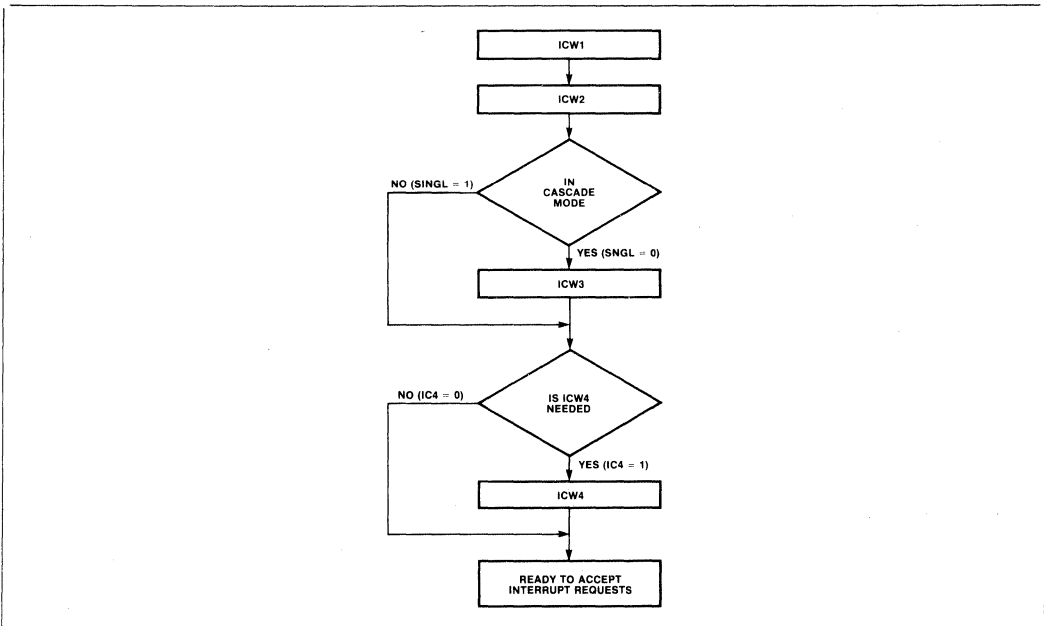 ICW1
ICW2
IN
CASCADE
MODE
NO (SINGL = 1)
YES (SNGL = 0)
ICW3
IS ICW4
NEEDED
NO (IC4 = 0)
YES (IC4 = 1)
ICW4
READY TO ACCEPT
INTERRUPT REQUESTS